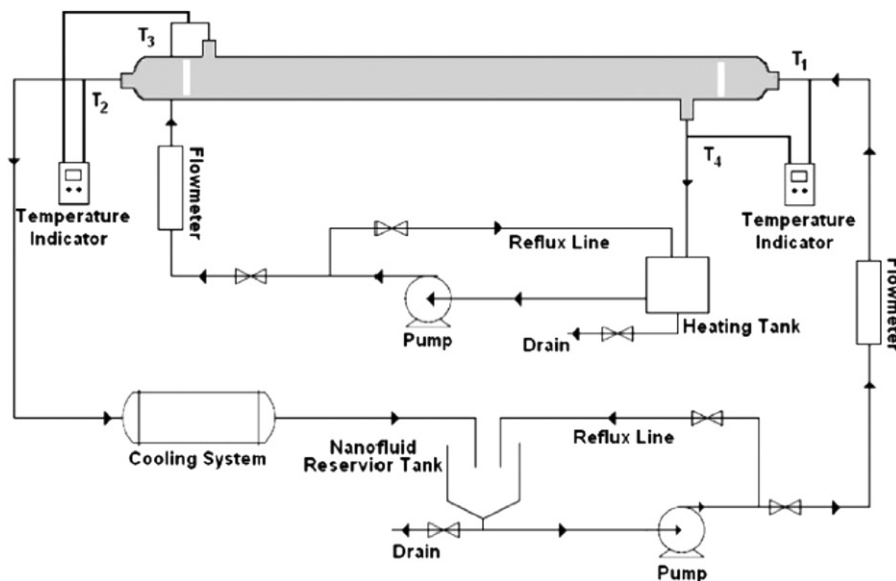 T3
T1
T2
Flowmeter
T4
Temperature
Indicator
Temperature
Indicator
Reflux Line
Flowmeter
Heating Tank
Pump
Drain
Cooling System
Nanofluid
Reservior Tank
Reflux Line
Drain
Pump